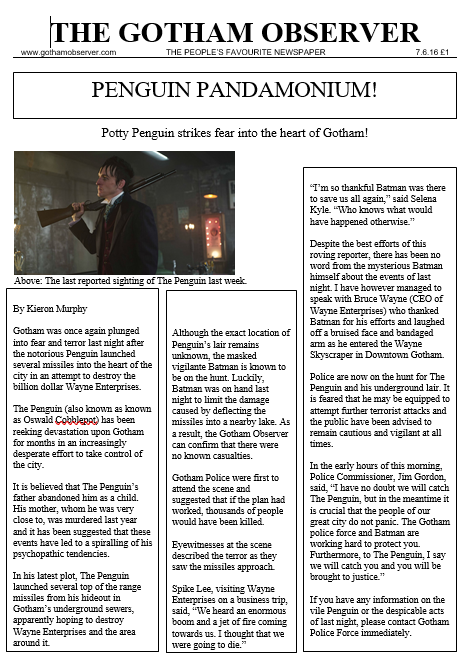 THE GOTHAM OBSERVER
www.gothamobserver.com THE PEOPLE'S FAVOURITE NEWSPAPER 7.6.16 £1
PENGUIN PANDAMONIUM!
Potty Penguin strikes fear into the heart of Gotham!
Above: The last reported sighting of The Penguin last week.
By Kieron Murphy
Gotham was once again plunged
into fear and terror last night after
the notorious Penguin launched
several missiles into the heart of the
city in an attempt to destroy the
billion dollar Wayne Enterprises.
The Penguin (also known as known
as Oswald Cobblepot) has been
reeking devastation upon Gotham
for months in an increasingly
desperate effort to take control of
the city.
It is believed that The Penguin's
father abandoned him as a child.
His mother, whom he was very
close to, was murdered last year
and it has been suggested that these
events have led to a spiralling of his
psychopathic tendencies.
In his latest plot, The Penguin
launched several top of the range
missiles from his hideout in
Gotham's underground sewers,
apparently hoping to destroy
Wayne Enterprises and the area
around it.
Although the exact location of
Penguin's lair remains
unknown, the masked
vigilante Batman is known to
be on the hunt. Luckily,
Batman was on hand last
night to limit the damage
caused by deflecting the
missiles into a nearby lake. As
a result, the Gotham Observer
can confirm that there were
no known casualties.
Gotham Police were first to
attend the scene and
suggested that if the plan had
worked, thousands of people
would have been killed.
Eyewitnesses at the scene
described the terror as they
saw the missiles approach.
Spike Lee, visiting Wayne
Enterprises on a business trip,
said, "We heard an enormous
boom and a jet of fire coming
towards us. I thought that we
were going to die."
"I'm so thankful Batman was there
to save us all again," said Selena
Kyle. "Who knows what would
have happened otherwise."
Despite the best efforts of this
roving reporter, there has been no
word from the mysterious Batman
himself about the events of last
night. I have however managed to
speak with Bruce Wayne (CEO of
Wayne Enterprises) who thanked
Batman for his efforts and laughed
off a bruised face and bandaged
arm as he entered the Wayne
Skyscraper in Downtown Gotham.
Police are now on the hunt for The
Penguin and his underground lair. It
is feared that he may be equipped to
attempt further terrorist attacks and
the public have been advised to
remain cautious and vigilant at all
times.
In the early hours of this morning,
Police Commissioner, Jim Gordon,
said, "I have no doubt we will catch
The Penguin, but in the meantime it
is crucial that the people of our
great city do not panic. The Gotham
police force and Batman are
working hard to protect you.
Furthermore, to The Penguin, I say
we will catch you and you will be
brought to justice."
If you have any information on the
vile Penguin or the despicable acts
of last night, please contact Gotham
Police Force immediately.